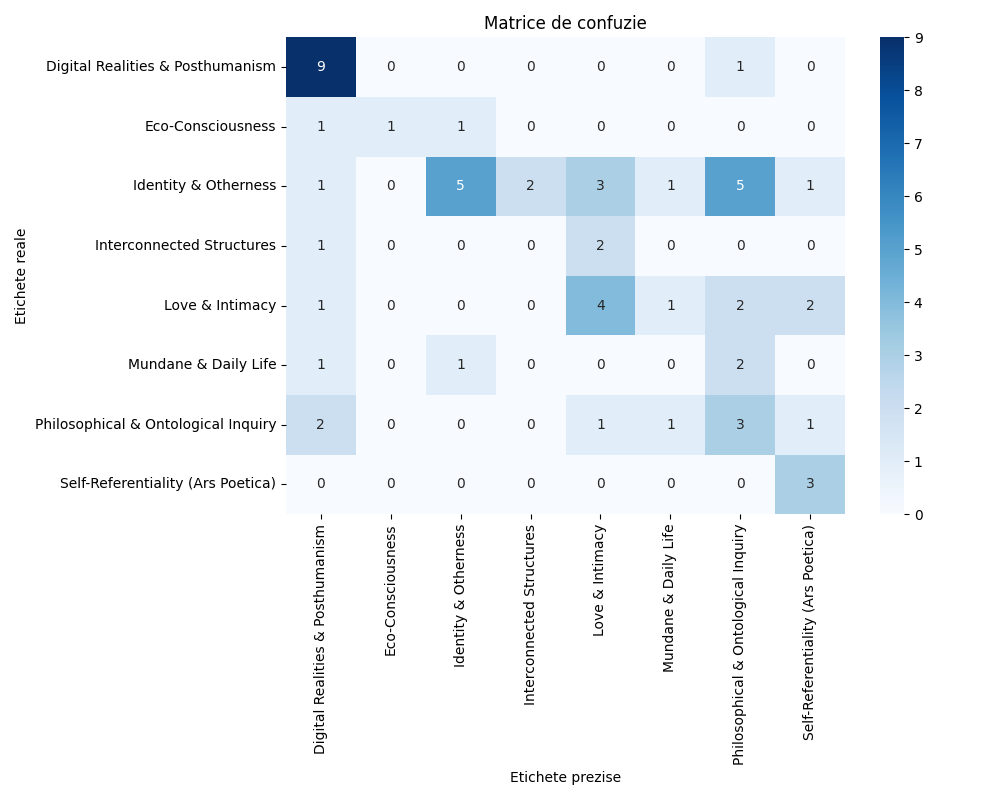 Matrice de confuzie
Digital Realities & Posthumanism 9 0 0 0 0 0 1 0
Eco-Consciousness 1 1 1 0 0 0 0 0
Identity & Otherness 1 0 5 2 3 1 5 1
Interconnected Structures 1 0 0 0 2 0 0 0
Love & Intimacy 1 0 0 0 4 1 2 2
Mundane & Daily Life 1 0 1 0 0 0 2 0
Philosophical & Ontological Inquiry 2 0 0 0 1 1 3 1
Self-Referentiality (Ars Poetica) 0 0 0 0 0 0 0 3
Etichete reale
Digital Realities & Posthumanism
Eco-Consciousness
Identity & Otherness
Interconnected Structures
Love & Intimacy
Mundane & Daily Life
Philosophical & Ontological Inquiry
Self-Referentiality (Ars Poetica)
Etichete prezise
9
8
7
6
5
4
3
2
1
0